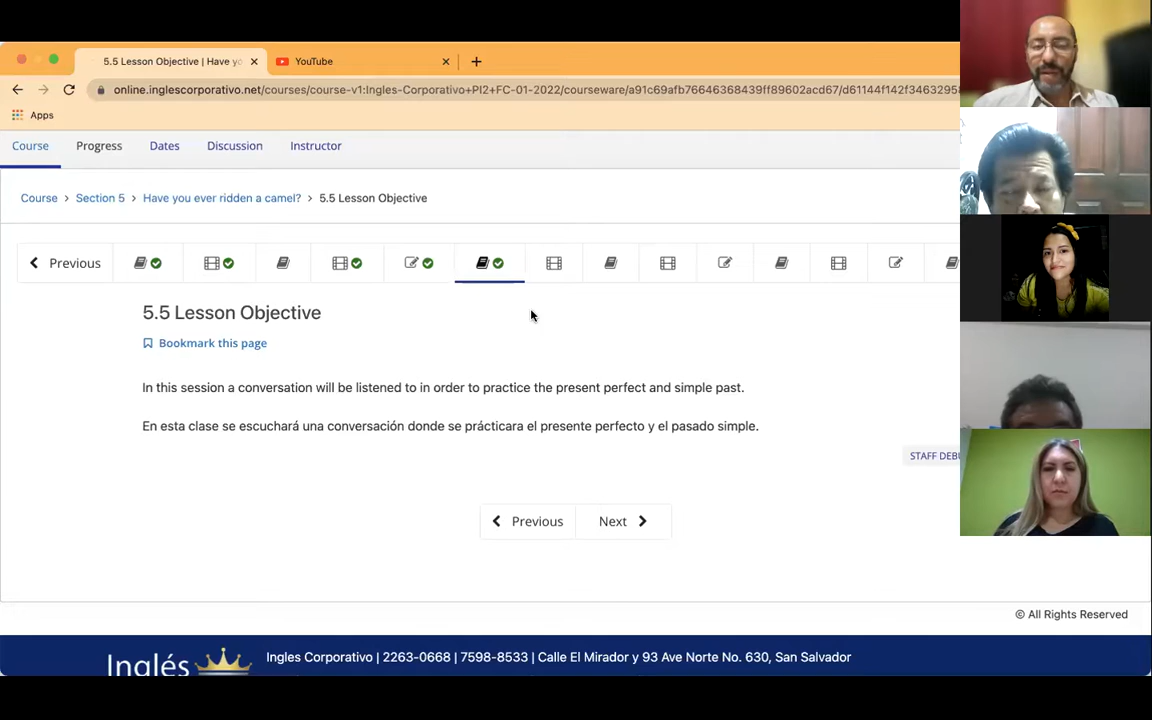 5.5 Lesson Objective | Have yo
YouTube
online.inglescorporativo.net/courses/course-v1:Ingles-Corporativo+PI2+FC-01-2022/courseware/a91c69afb76646368439ff89602acd67/d61144f142f34632958
Apps
Course Progress Dates Discussion Instructor
Course > Section 5 > Have you ever ridden a camel? > 5.5 Lesson Objective
Previous
5.5 Lesson Objective
Bookmark this page
In this session a conversation will be listened to in order to practice the present perfect and simple past.
En esta clase se escuchará una conversación donde se prácticara el presente perfecto y el pasado simple.
STAFF DEBU
Previous Next
© All Rights Reserved
Inglés
Ingles Corporativo | 2263-0668 | 7598-8533 | Calle El Mirador y 93 Ave Norte No. 630, San Salvador